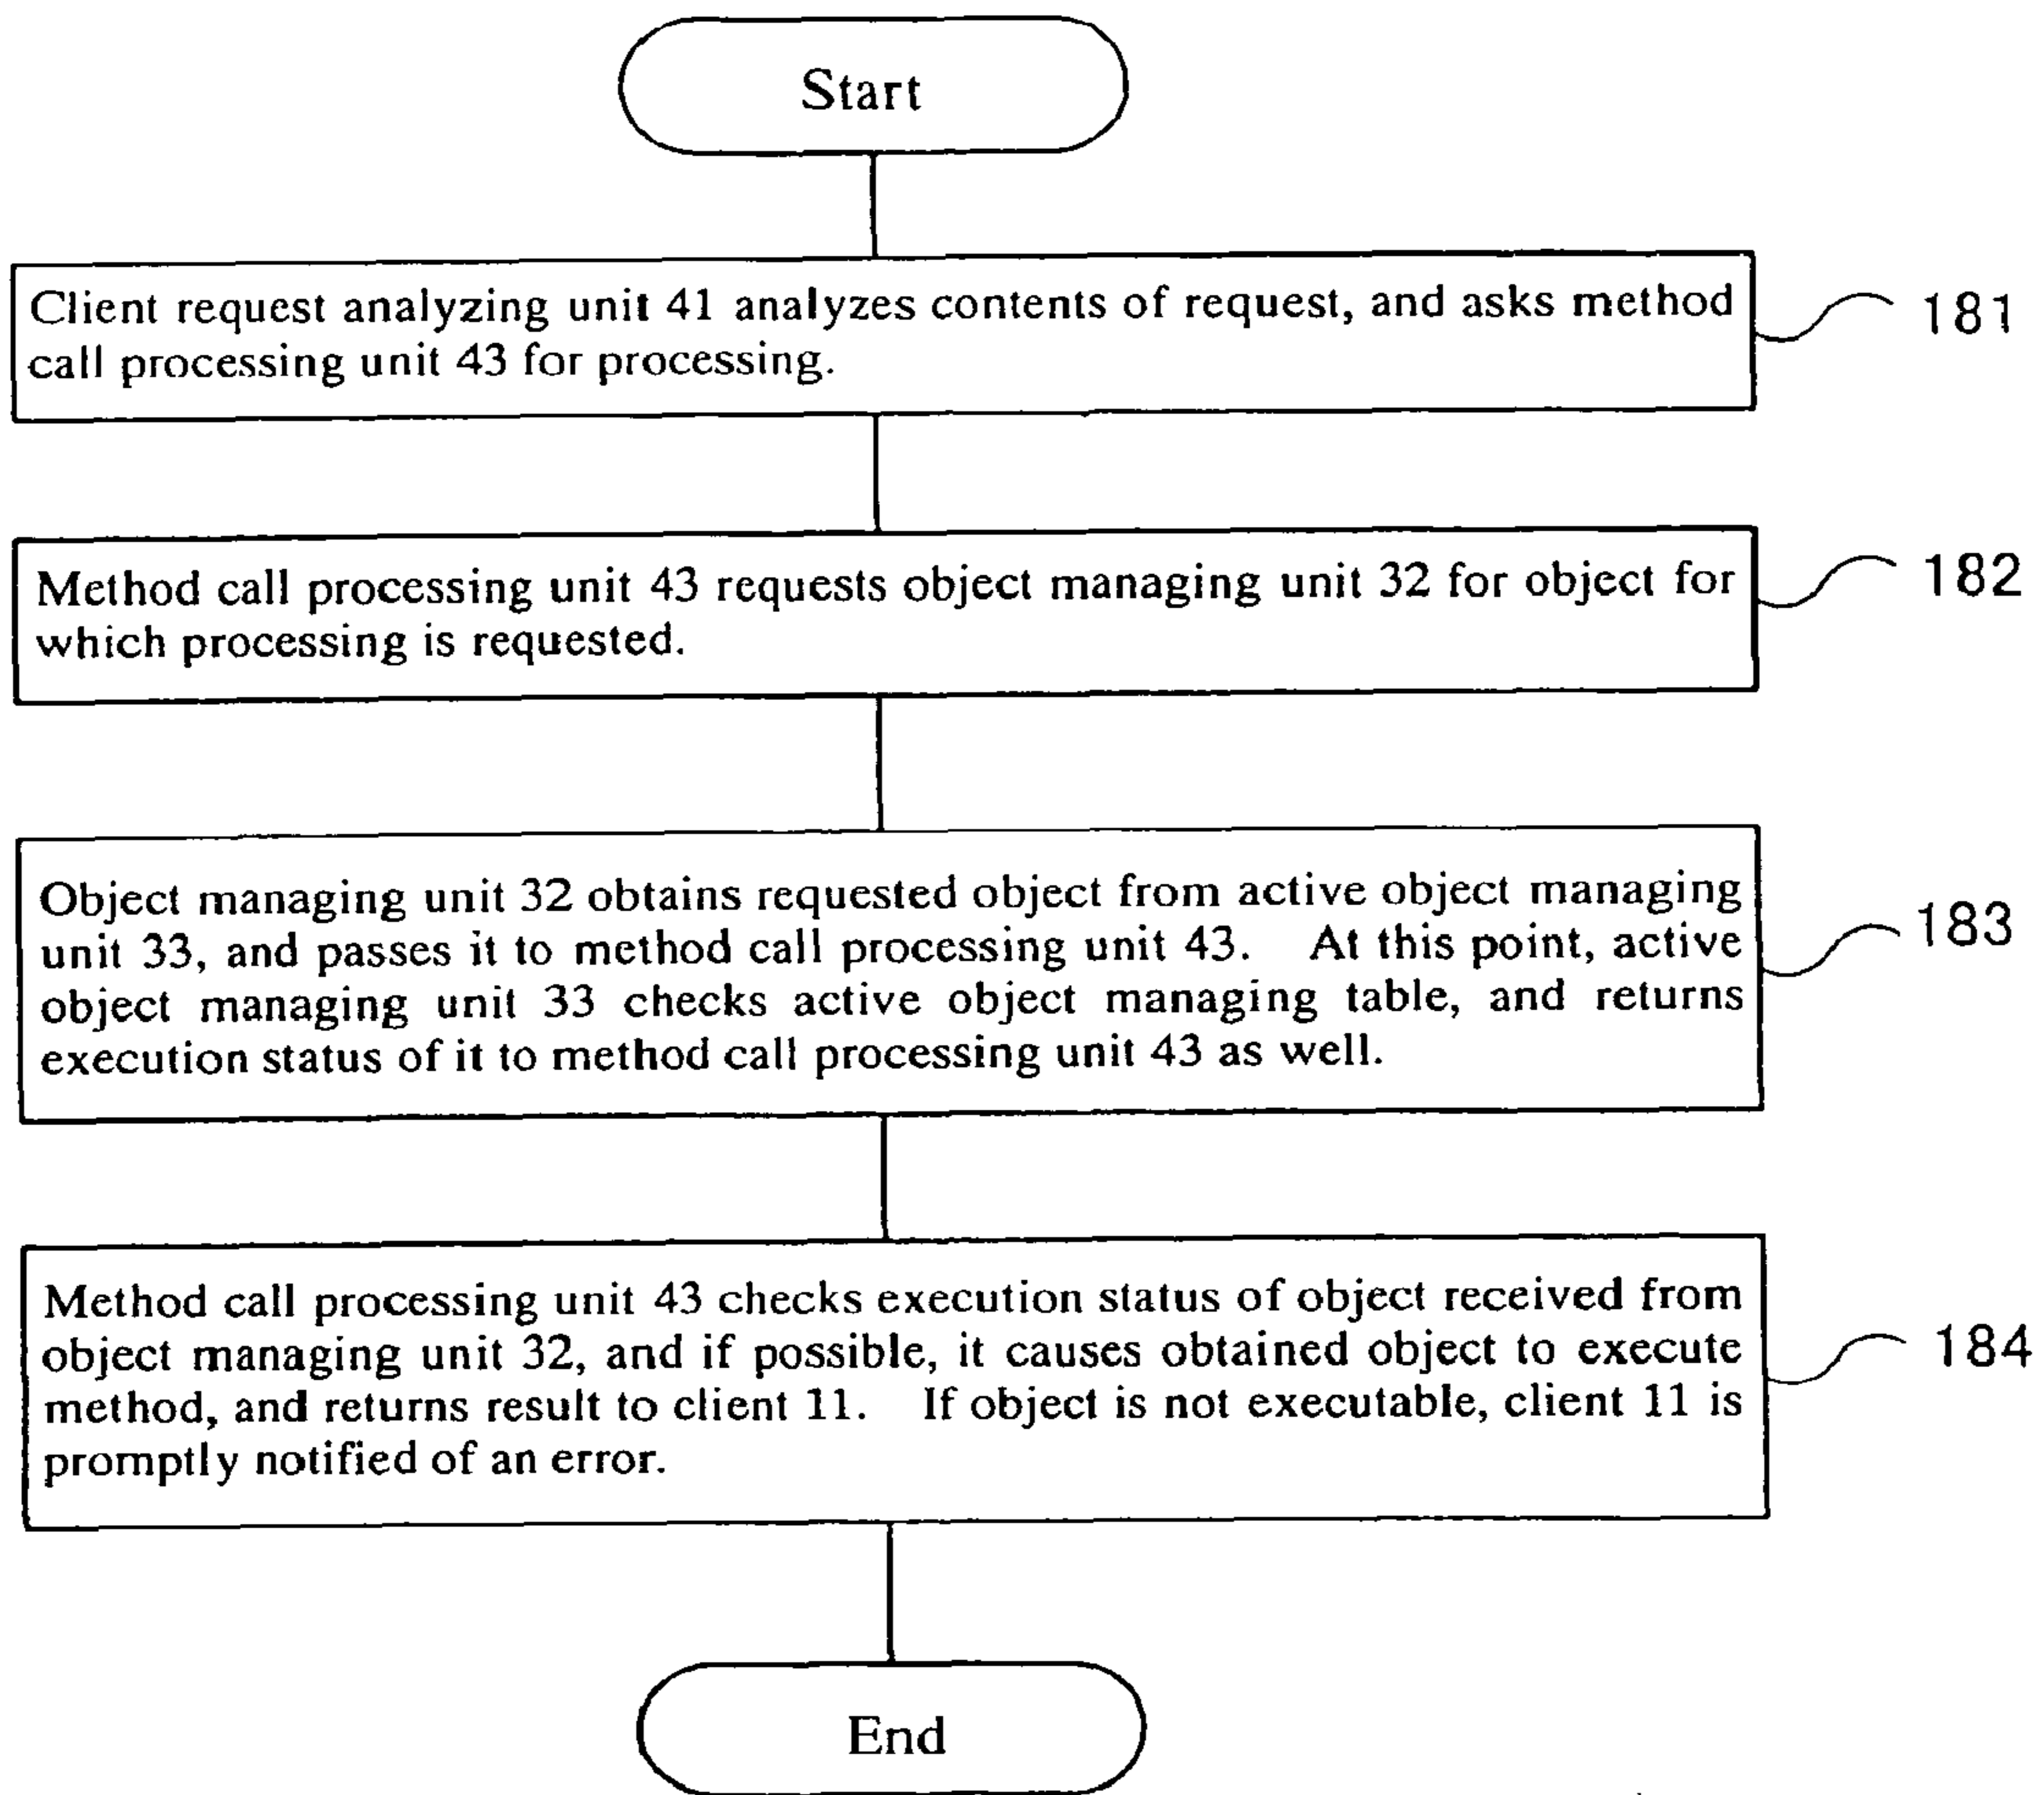 Start
Client request analyzing unit 41 analyzes contents of request, and asks method
call processing unit 43 for processing.
181
Method call processing unit 43 requests object managing unit 32 for object for
which processing is requested.
182
Object managing unit 32 obtains requested object from active object managing
unit 33, and passes it to method call processing unit 43. At this point, active
object managing unit 33 checks active object managing table, and returns
execution status of it to method call processing unit 43 as well.
183
Method call processing unit 43 checks execution status of object received from
object managing unit 32, and if possible, it causes obtained object to execute
method, and returns result to client 11. If object is not executable, client 11 is
promptly notified of an error.
184
End